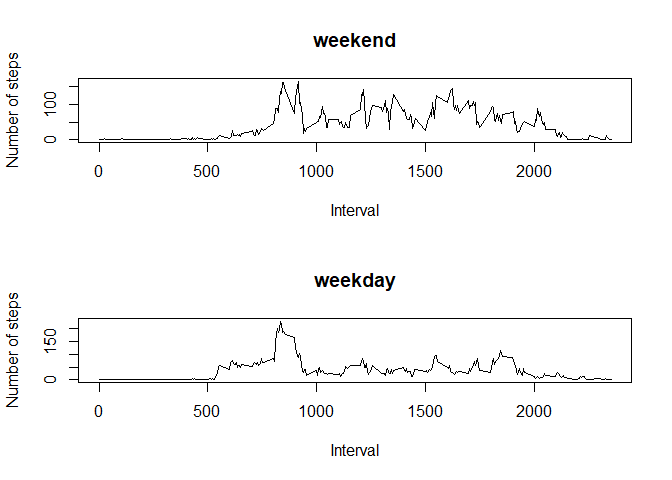 weekend
Number of steps
0 100
0 500 1000 1500 2000
Interval
weekday
Number of steps
0 150
0 500 1000 1500 2000
Interval